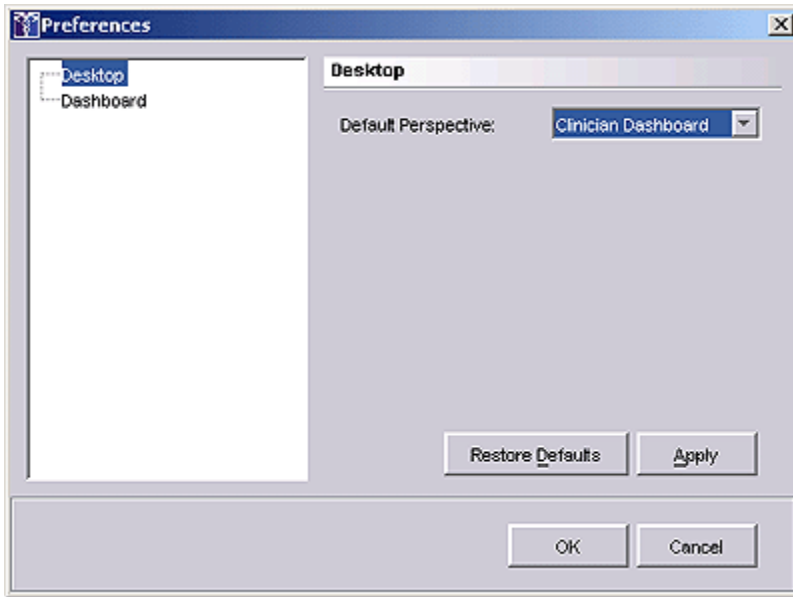 Preferences
Desktop
Dashboard
Desktop
Default Perspective:
Clinician Dashboard
Restore Defaults
Apply
OK
Cancel